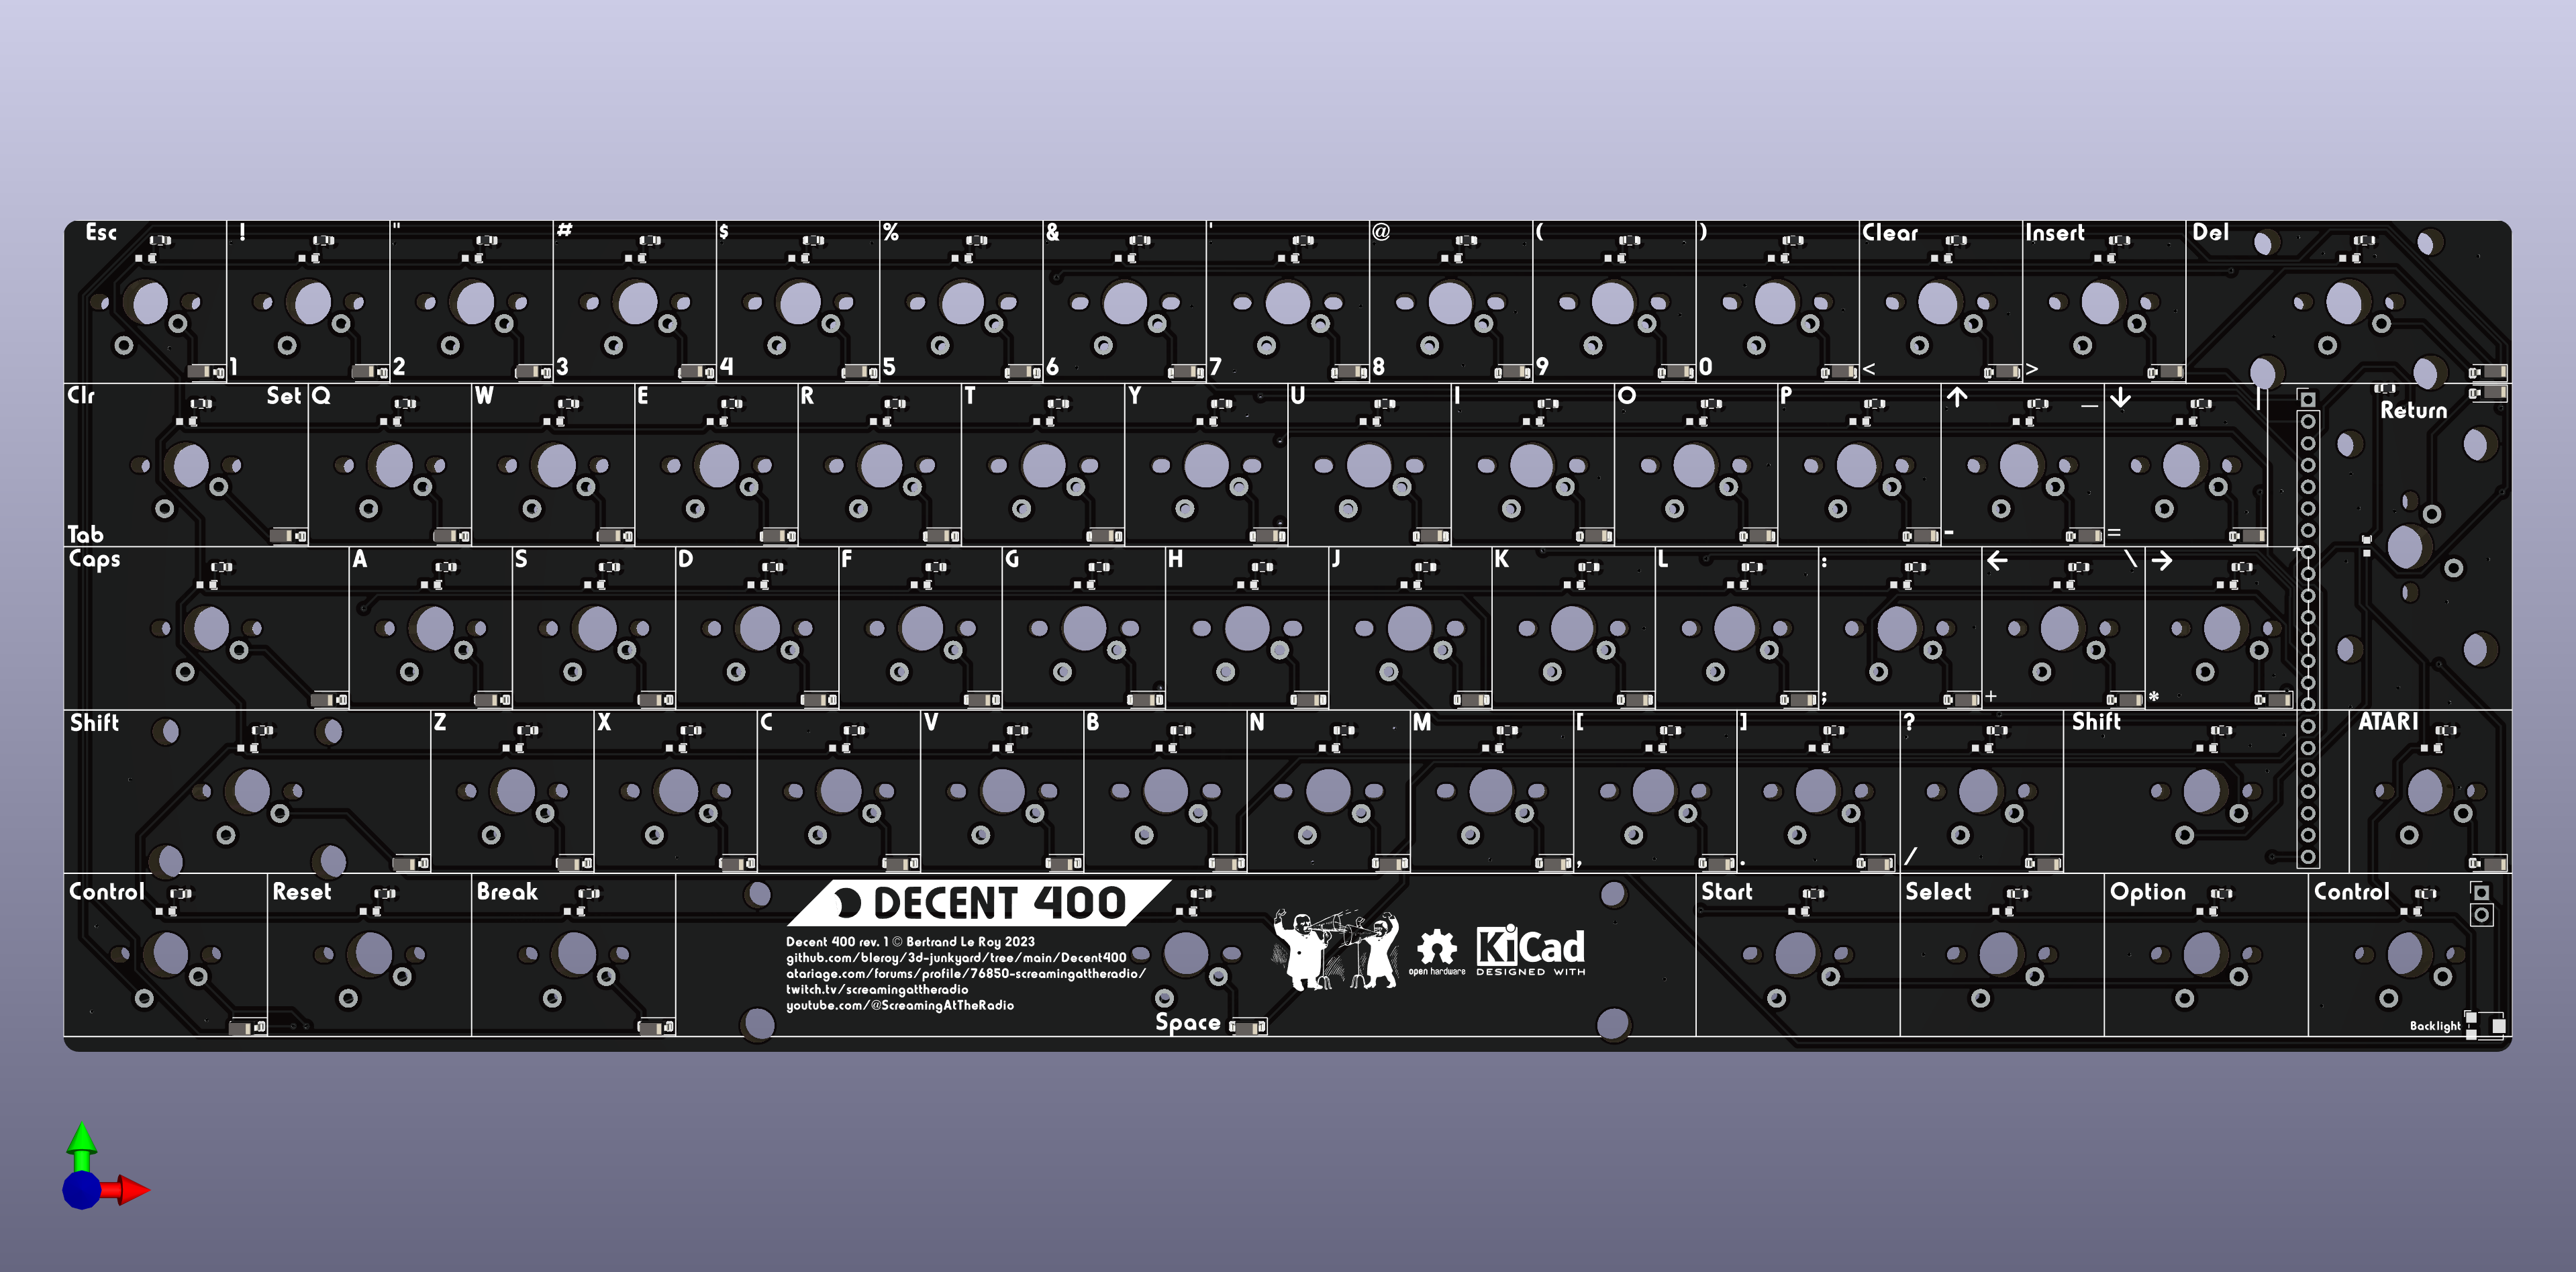 Esc ! " # $ % & ' @ ( ) Clear Insert Del
1 2 3 4 5 6 7 8 9 0 < >
Clr Set Q W E R T Y U I O P ↑ _ ↓ | Return
Tab - =
Caps A S D F G H J K L : ← \ → ^
; + *
Shift Z X C V B N M [ ] ? Shift ATARI
, . /
Control Reset Break DECENT 400 Start Select Option Control
Decent 400 rev. 1 © Bertrand Le Roy 2023
github.com/bleroy/3d-junkyard/tree/main/Decent400
atariage.com/forums/profile/76850-screamingattheradio/
twitch.tv/screamingattheradio
youtube.com/@ScreamingAtTheRadio
open hardware
KiCad
DESIGNED WITH
Space
Backlight